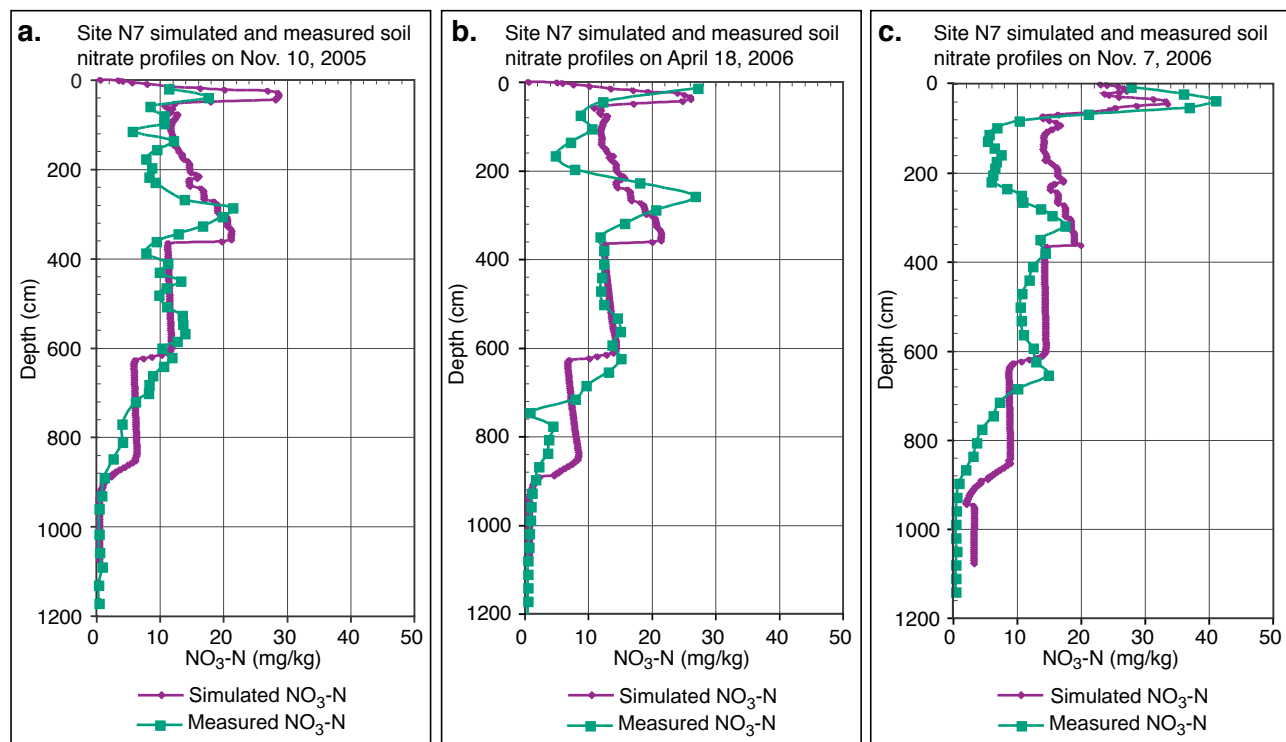 a. Site N7 simulated and measured soil
nitrate profiles on Nov. 10, 2005
0
200
400
600
800
1000
1200
Depth (cm)
0 10 20 30 40 50
NO3-N (mg/kg)
Simulated NO3-N
Measured NO3-N
b. Site N7 simulated and measured soil
nitrate profiles on April 18, 2006
0
200
400
600
800
1000
1200
Depth (cm)
0 10 20 30 40 50
NO3-N (mg/kg)
Simulated NO3-N
Measured NO3-N
c. Site N7 simulated and measured soil
nitrate profiles on Nov. 7, 2006
0
200
400
600
800
1000
1200
Depth (cm)
0 10 20 30 40 50
NO3-N (mg/kg)
Simulated NO3-N
Measured NO3-N